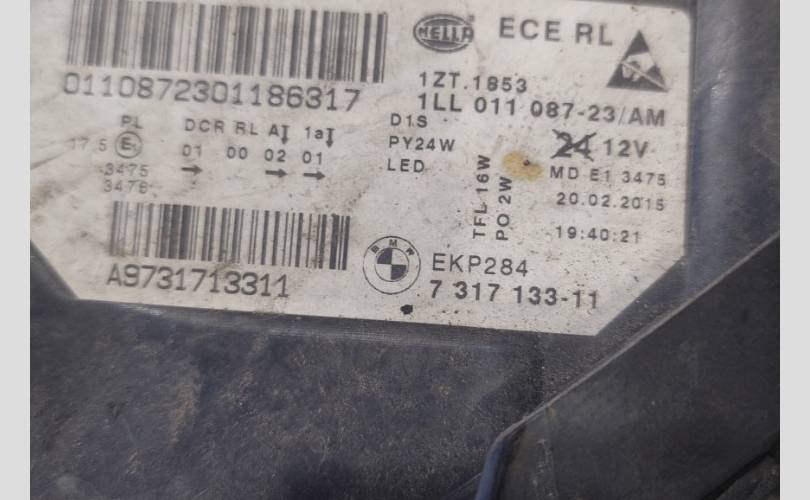 HELLA ECE RL
0110872301186317
1ZT.1853
1LL 011 087-23/AM
PL DCR RL A 1a
17.5 E1 01 00 02 01
3475
3476
D1S
PY24W
LED
TFL 16W
PO 2W
24 12V
MD E1 3475
20.02.2015
19:40:21
A9731713311
BMW
EKP284
7 317 133-11